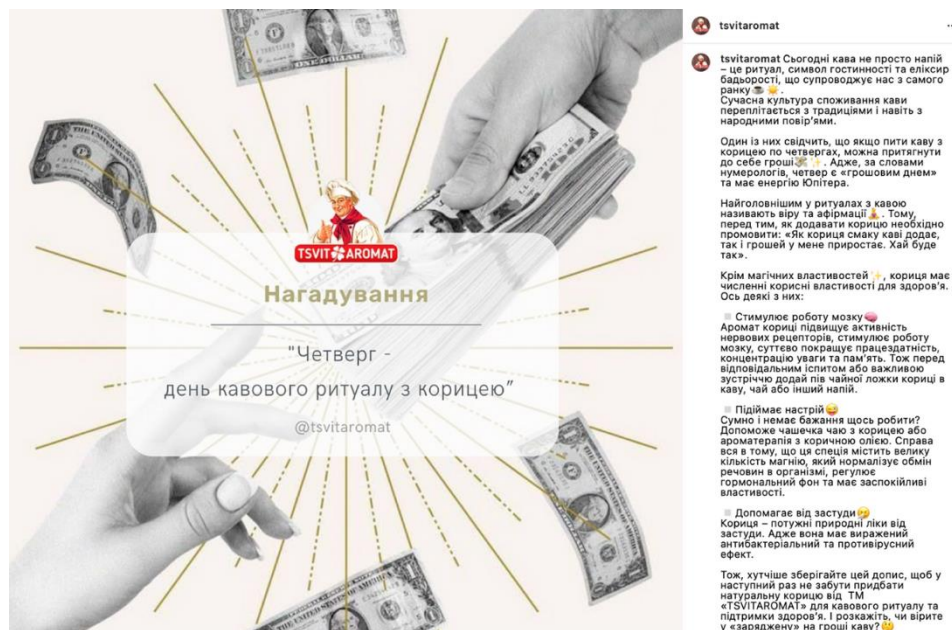 THE UNITED STATES
ONE DOLLAR
TSVIT AROMAT
Нагадування
"Четверг -
день кавового ритуалу з корицею”
@tsvitaromat
tsvitaromat
tsvitaromat Сьогодні кава не просто напій
– це ритуал, символ гостинності та еліксир
бадьорості, що супроводжує нас з самого
ранку☕☀️.
Сучасна культура споживання кави
переплітається з традиціями і навіть з
народними повір'ями.
Один із них свідчить, що якщо пити каву з
корицею по четвергах, можна притягнути
до себе гроші💸✨. Адже, за словами
нумерологів, четвер є «грошовим днем»
та має енергію Юпітера.
Найголовнішим у ритуалах з кавою
називають віру та афірмації🙏. Тому,
перед тим, як додавати корицю необхідно
промовити: «Як кориця смаку каві додає,
так і грошей у мене приростає. Хай буде
так».
Крім магічних властивостей✨, кориця має
численні корисні властивості для здоров'я.
Ось деякі з них:
◽ Стимулює роботу мозку🧠
Аромат кориці підвищує активність
нервових рецепторів, стимулює роботу
мозку, суттєво покращує працездатність,
концентрацію уваги та пам'ять. Тож перед
відповідальним іспитом або важливою
зустріччю додай пів чайної ложки кориці в
каву, чай або інший напій.
◽ Підіймає настрій😜
Сумно і немає бажання щось робити?
Допоможе чашечка чаю з корицею або
ароматерапія з коричною олією. Справа
вся в тому, що ця спеція містить велику
кількість магнію, який нормалізує обмін
речовин в організмі, регулює
гормональний фон та має заспокійливі
властивості.
◽ Допомагає від застуди🤧
Кориця – потужні природні ліки від
застуди. Адже вона має виражений
антибактеріальний та противірусний
ефект.
Тож, хутчіше зберігайте цей допис, щоб у
наступний раз не забути придбати
натуральну корицю від ТМ
«TSVITAROMAT» для кавового ритуалу та
підтримки здоров'я. І розкажіть, чи вірите
у «заряджену» на гроші каву?🤔